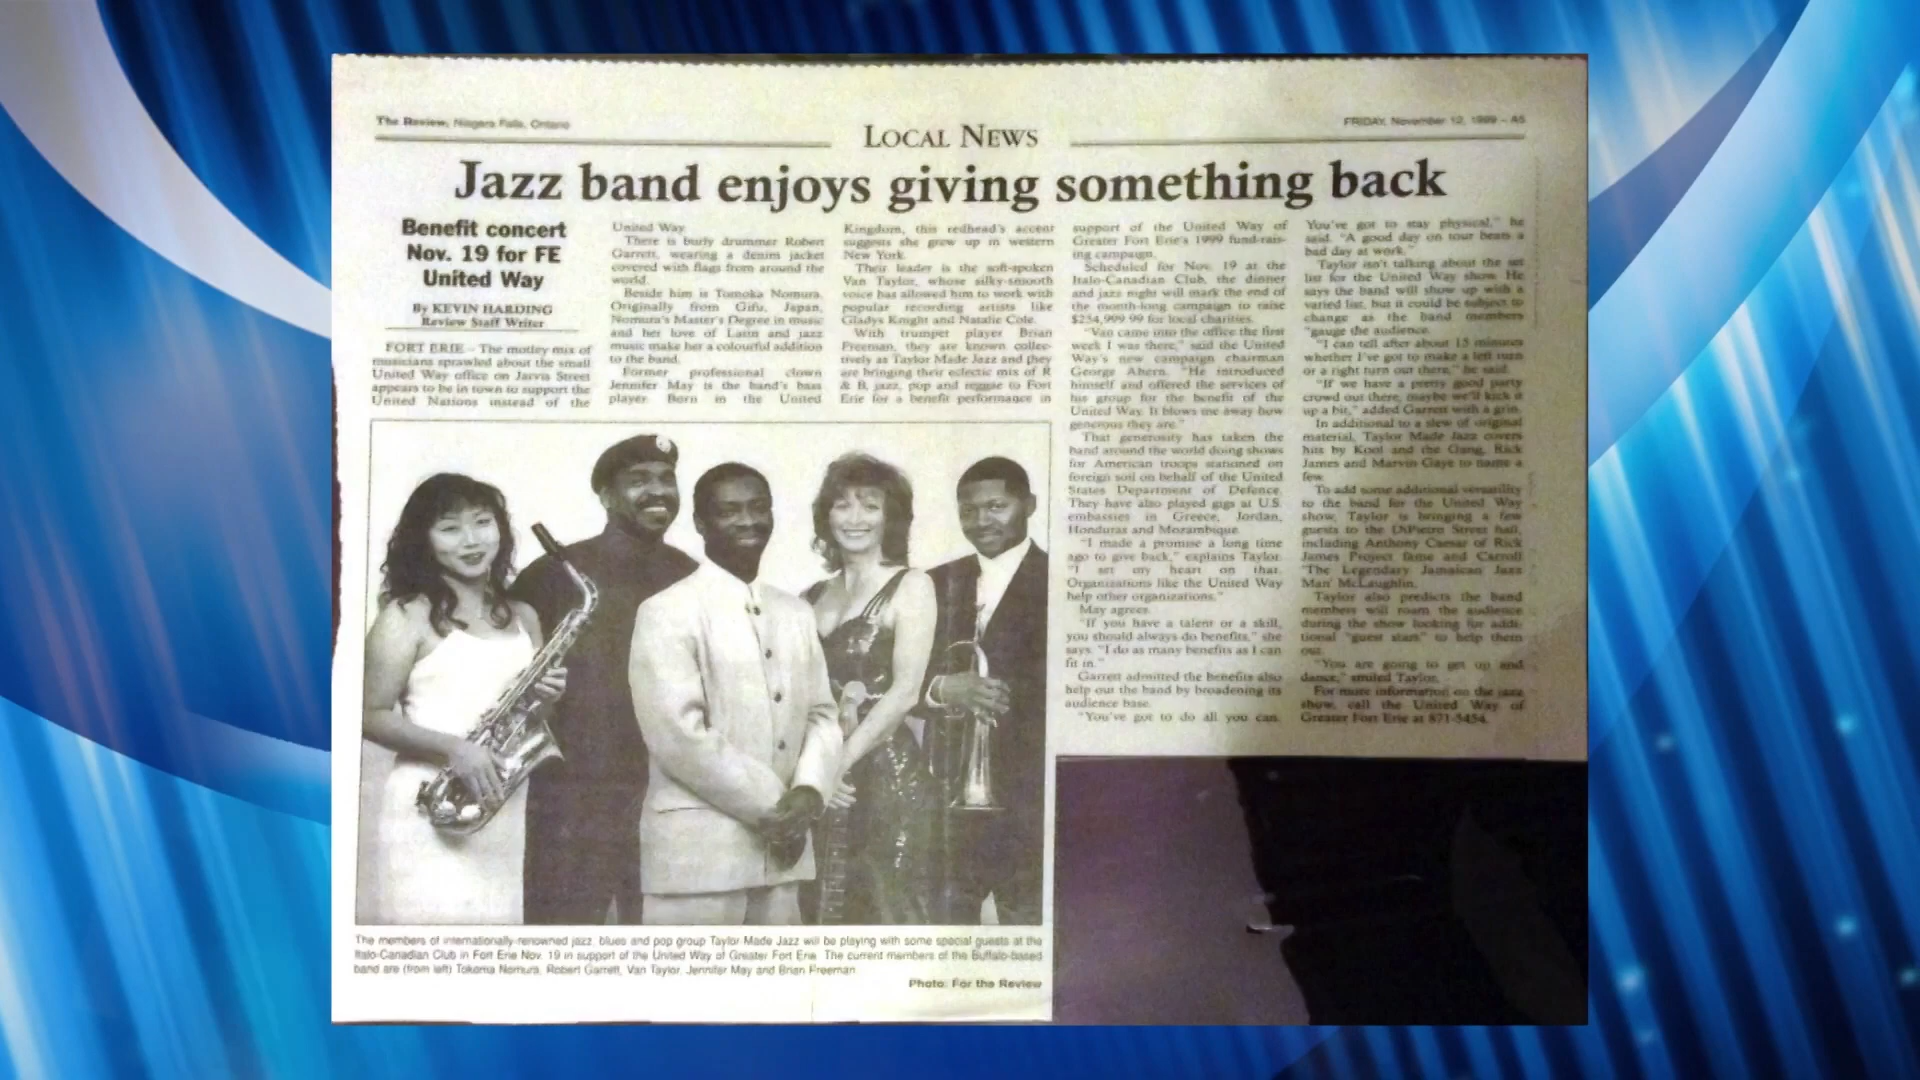 The Review, Niagara Falls, Ontario
LOCAL NEWS
FRIDAY, November 12, 1999 – A5
Jazz band enjoys giving something back
Benefit concert
Nov. 19 for FE
United Way
By KEVIN HARDING
Review Staff Writer
FORT ERIE – The motley mix of
musicians sprawled about the small
United Way office on Jarvis Street
appears to be in town to support the
United Nations instead of the
United Way.
There is burly drummer Robert
Garrett, wearing a denim jacket
covered with flags from around the
world.
Beside him is Tomoka Nomura.
Originally from Gifu, Japan,
Nomura's Master's Degree in music
and her love of Latin and jazz
music make her a colourful addition
to the band.
Former professional clown
Jennifer May is the band's bass
player. Born in the United
Kingdom, this redhead's accent
suggests she grew up in western
New York.
Their leader is the soft-spoken
Van Taylor, whose silky-smooth
voice has allowed him to work with
popular recording artists like
Gladys Knight and Natalie Cole.
With trumpet player Brian
Freeman, they are known collec-
tively as Taylor Made Jazz and they
are bringing their eclectic mix of R
& B, jazz, pop and reggae to Fort
Erie for a benefit performance in
support of the United Way of
Greater Fort Erie's 1999 fund-rais-
ing campaign.
Scheduled for Nov. 19 at the
Italo-Canadian Club, the dinner
and jazz night will mark the end of
the month-long campaign to raise
$254,999.99 for local charities.
"Van came into the office the first
week I was there," said the United
Way's new campaign chairman
George Ahern. "He introduced
himself and offered the services of
his group for the benefit of the
United Way. It blows me away how
generous they are."
That generosity has taken the
band around the world doing shows
for American troops stationed on
foreign soil on behalf of the United
States Department of Defence.
They have also played gigs at U.S.
embassies in Greece, Jordan,
Honduras and Mozambique.
"I made a promise a long time
ago to give back," explains Taylor.
"I set my heart on that.
Organizations like the United Way
help other organizations."
May agrees.
"If you have a talent or a skill,
you should always do benefits," she
says. "I do as many benefits as I can
fit in."
Garrett admitted the benefits also
help out the band by broadening its
audience base.
"You've got to do all you can.
You've got to stay physical," he
said. "A good day on tour beats a
bad day at work."
Taylor isn't talking about the set
list for the United Way show. He
says the band will show up with a
varied list, but it could be subject to
change as the band members
"gauge the audience.
"I can tell after about 15 minutes
whether I've got to make a left turn
or a right turn out there," he said.
"If we have a pretty good party
crowd out there, maybe we'll kick it
up a bit," added Garrett with a grin.
In additional to a slew of original
material, Taylor Made Jazz covers
hits by Kool and the Gang, Rick
James and Marvin Gaye to name a
few.
To add some additional versatility
to the band for the United Way
show, Taylor is bringing a few
guests to the DiPietro Street hall,
including Anthony Caesar of Rick
James Project fame and Carroll
'The Legendary Jamaican Jazz
Man' McLaughlin.
Taylor also predicts the band
members will roam the audience
during the show looking for addi-
tional "guest stars" to help them
out.
"You are going to get up and
dance," smiled Taylor.
For more information on the jazz
show, call the United Way of
Greater Fort Erie at 871-5454.
The members of internationally-renowned jazz, blues and pop group Taylor Made Jazz will be playing with some special guests at the
Italo-Canadian Club in Fort Erie Nov. 19 in support of the United Way of Greater Fort Erie. The current members of the Buffalo-based
band are (from left) Tokoma Nomura, Robert Garrett, Van Taylor, Jennifer May and Brian Freeman.
Photo: For the Review